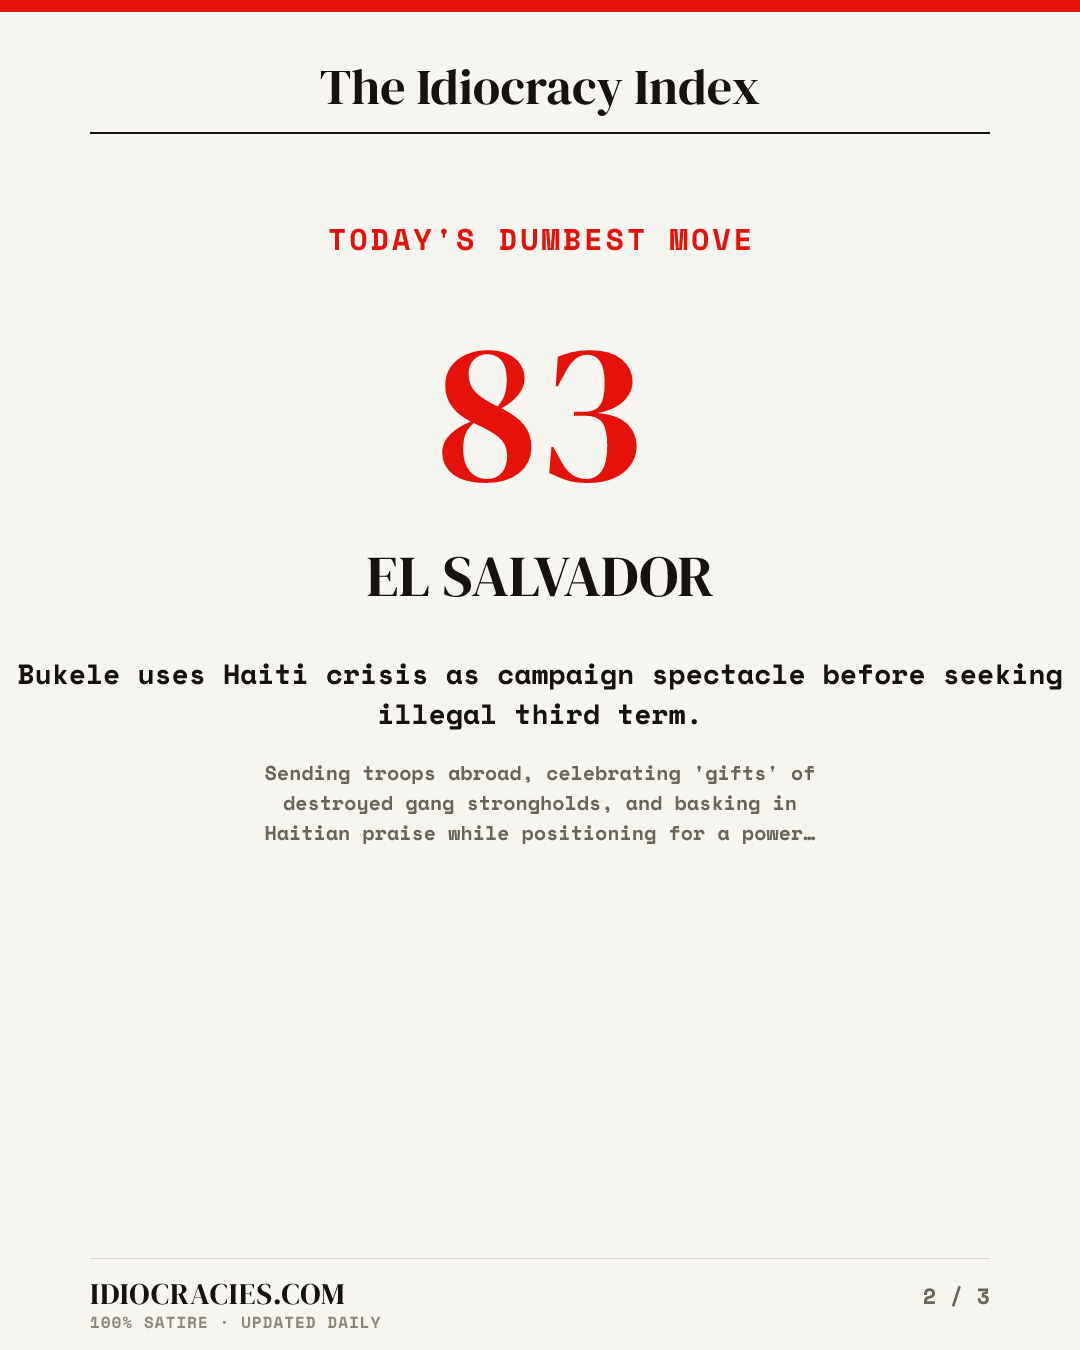 The Idiocracy Index
TODAY'S DUMBEST MOVE
83
EL SALVADOR
Bukele uses Haiti crisis as campaign spectacle before seeking
illegal third term.
Sending troops abroad, celebrating 'gifts' of
destroyed gang strongholds, and basking in
Haitian praise while positioning for a power…
IDIOCRACIES.COM
2 / 3
100% SATIRE · UPDATED DAILY